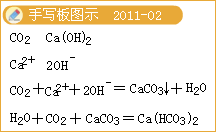 手写板图示 2011-02
CO₂ Ca(OH)₂
Ca²⁺ 2OH⁻
CO₂+Ca²⁺+2OH⁻=CaCO₃↓+H₂O
H₂O+CO₂+CaCO₃=Ca(HCO₃)₂